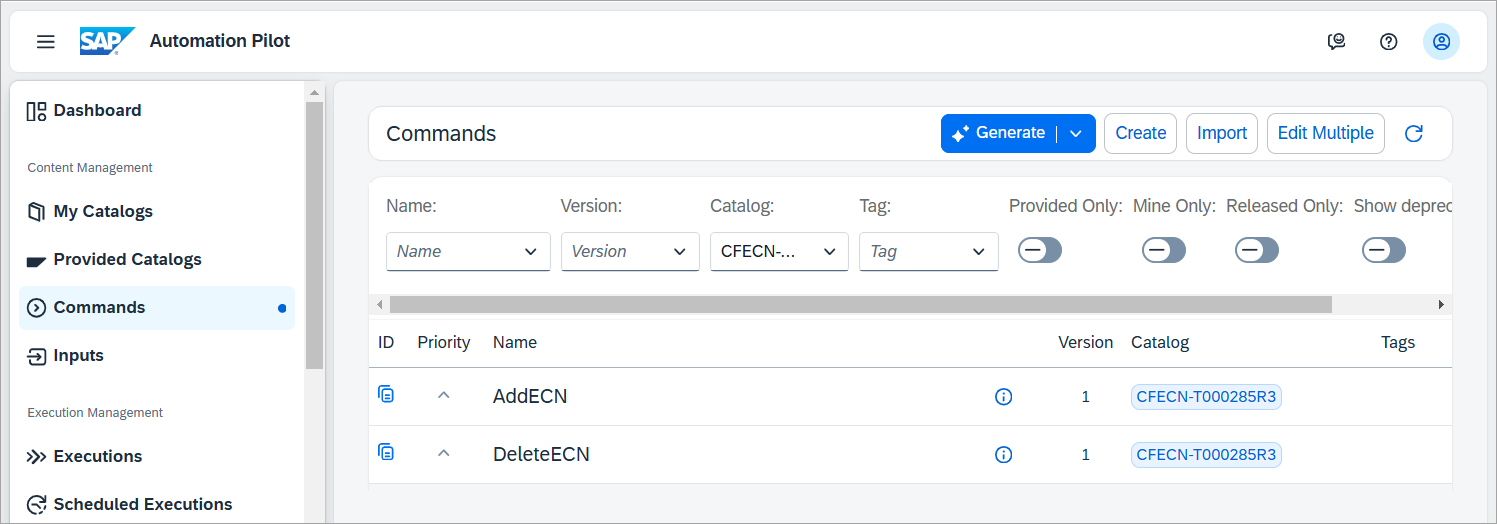 SAP Automation Pilot
Dashboard
Content Management
My Catalogs
Provided Catalogs
Commands
Inputs
Execution Management
Executions
Scheduled Executions
Commands Generate Create Import Edit Multiple
Name: Version: Catalog: Tag: Provided Only: Mine Only: Released Only: Show deprec
Name Version CFECN-... Tag
ID Priority Name Version Catalog Tags
AddECN 1 CFECN-T000285R3
DeleteECN 1 CFECN-T000285R3